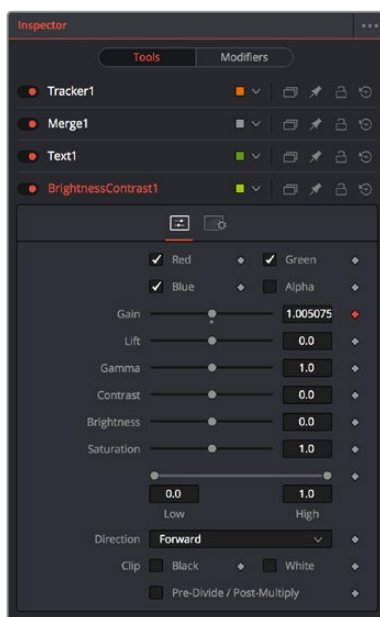 Inspector
Tools Modifiers
Tracker1
Merge1
Text1
BrightnessContrast1
Red Green
Blue Alpha
Gain 1.005075
Lift 0.0
Gamma 1.0
Contrast 0.0
Brightness 0.0
Saturation 1.0
0.0 1.0
Low High
Direction Forward
Clip Black White
Pre-Divide / Post-Multiply